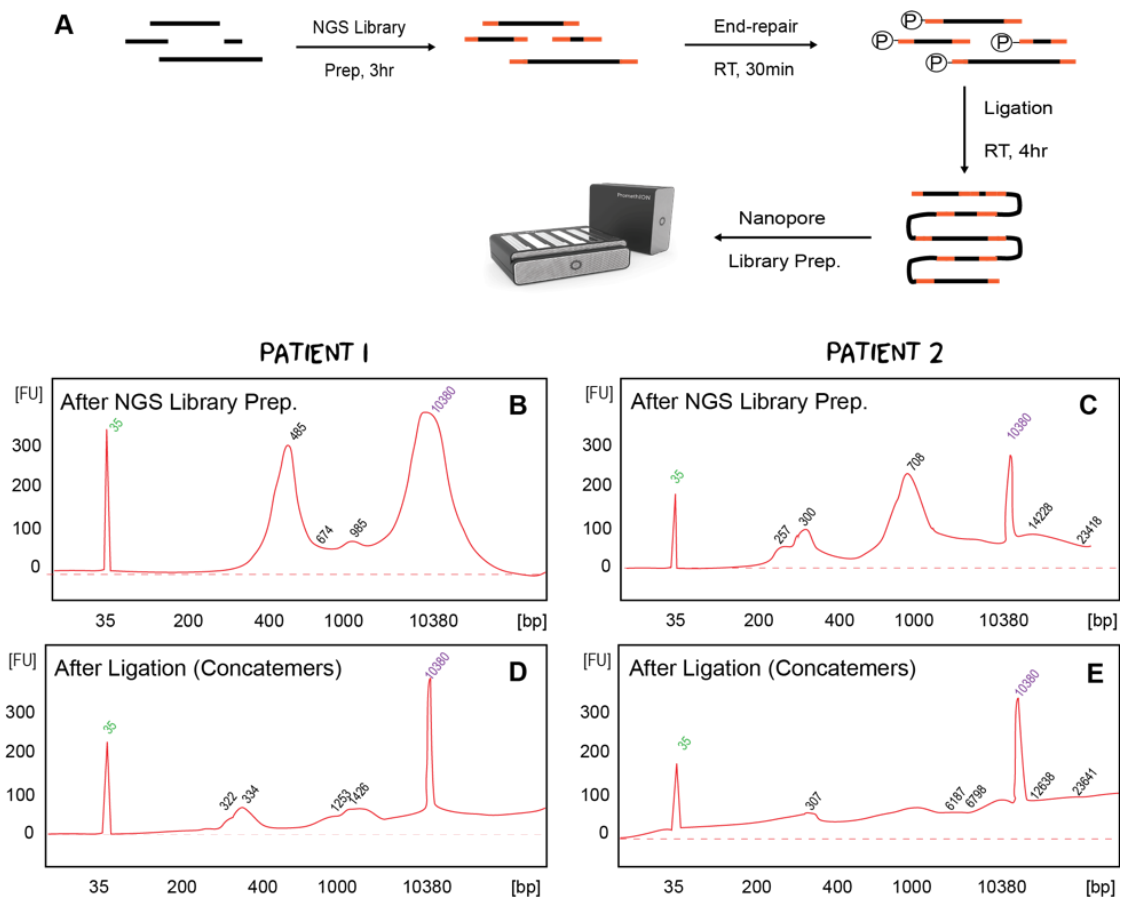 A
NGS Library
Prep, 3hr
End-repair
RT, 30min
P
P
P
P
Ligation
RT, 4hr
PromethION
Nanopore
Library Prep.
PATIENT 1
PATIENT 2
[FU]
After NGS Library Prep.
B
300
200
100
0
35
485
674
985
10380
35
200
400
1000
10380
[bp]
[FU]
After NGS Library Prep.
C
300
200
100
0
35
257
300
708
10380
14228
23418
35
200
400
1000
10380
[bp]
[FU]
After Ligation (Concatemers)
D
300
200
100
0
35
322
334
1253
1426
10380
35
200
400
1000
10380
[bp]
[FU]
After Ligation (Concatemers)
E
300
200
100
0
35
307
6187
6798
10380
12638
23641
35
200
400
1000
10380
[bp]